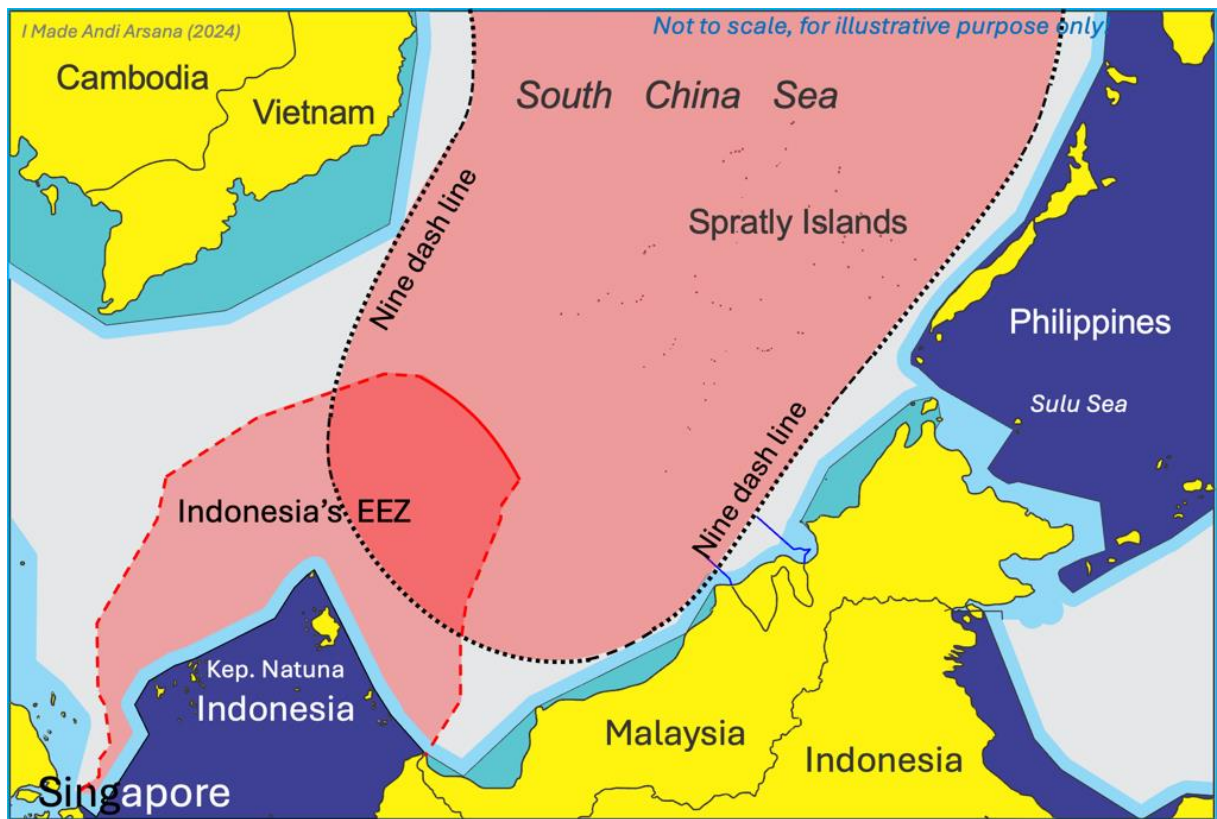 I Made Andi Arsana (2024)
Not to scale, for illustrative purpose only!
Cambodia
Vietnam
South China Sea
Nine dash line
Spratly Islands
Philippines
Sulu Sea
Nine dash line
Indonesia's EEZ
Kep. Natuna
Indonesia
Malaysia
Indonesia
Singapore